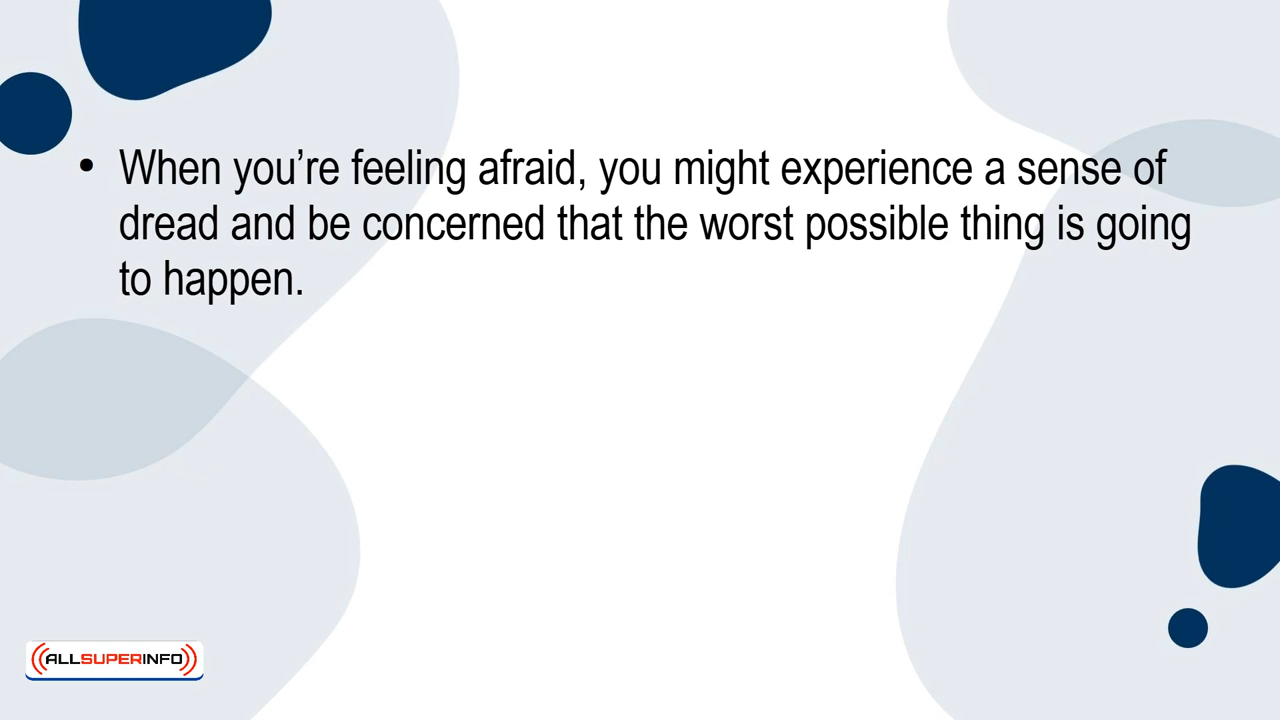 • When you’re feeling afraid, you might experience a sense of
dread and be concerned that the worst possible thing is going
to happen.
ALLSUPERINFO